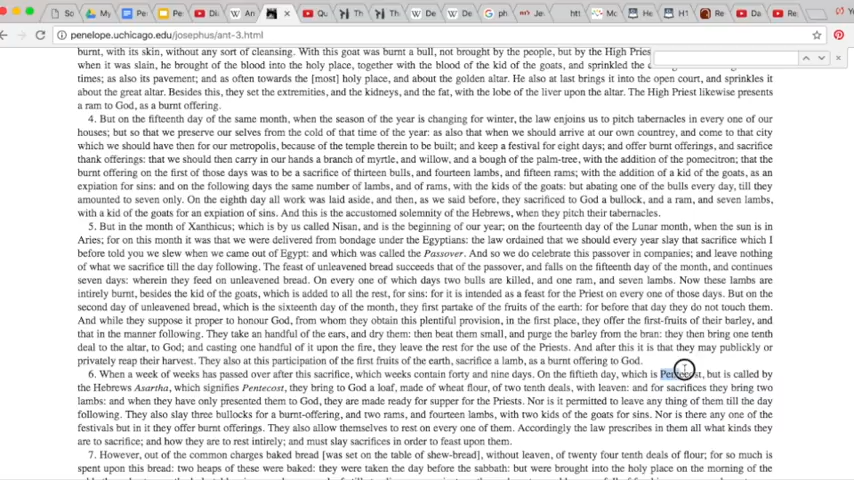 So
My
Pe
Pe
Di
W Ar
Qu
Th
Th
De
De
G ph
Jev
htt
Mc
He
H1
Re
Da
Re
You
penelope.uchicago.edu/josephus/ant-3.html
burnt, with its skin, without any sort of cleansing. With this goat was burnt a bull, not brought by the people, but by the High Pries
when it was slain, he brought of the blood into the holy place, together with the blood of the kid of the goats, and sprinkled the
times; as also its pavement; and as often towards the [most] holy place, and about the golden altar. He also at last brings it into the open court, and sprinkles it
about the great altar. Besides this, they set the extremities, and the kidneys, and the fat, with the lobe of the liver upon the altar. The High Priest likewise presents
a ram to God, as a burnt offering.
4. But on the fifteenth day of the same month, when the season of the year is changing for winter, the law enjoins us to pitch tabernacles in every one of our
houses; but so that we preserve our selves from the cold of that time of the year: as also that when we should arrive at our own countrey, and come to that city
which we should have then for our metropolis, because of the temple therein to be built; and keep a festival for eight days; and offer burnt offerings, and sacrifice
thank offerings: that we should then carry in our hands a branch of myrtle, and willow, and a bough of the palm-tree, with the addition of the pomecitron; that the
burnt offering on the first of those days was to be a sacrifice of thirteen bulls, and fourteen lambs, and fifteen rams; with the addition of a kid of the goats, as an
expiation for sins: and on the following days the same number of lambs, and of rams, with the kids of the goats: but abating one of the bulls every day, till they
amounted to seven only. On the eighth day all work was laid aside, and then, as we said before, they sacrificed to God a bullock, and a ram, and seven lambs,
with a kid of the goats for an expiation of sins. And this is the accustomed solemnity of the Hebrews, when they pitch their tabernacles.
5. But in the month of Xanthicus; which is by us called Nisan, and is the beginning of our year; on the fourteenth day of the Lunar month, when the sun is in
Aries; for on this month it was that we were delivered from bondage under the Egyptians: the law ordained that we should every year slay that sacrifice which I
before told you we slew when we came out of Egypt: and which was called the Passover. And so we do celebrate this passover in companies; and leave nothing
of what we sacrifice till the day following. The feast of unleavened bread succeeds that of the passover, and falls on the fifteenth day of the month, and continues
seven days: wherein they feed on unleavened bread. On every one of which days two bulls are killed, and one ram, and seven lambs. Now these lambs are
intirely burnt, besides the kid of the goats, which is added to all the rest, for sins: for it is intended as a feast for the Priest on every one of those days. But on the
second day of unleavened bread, which is the sixteenth day of the month, they first partake of the fruits of the earth: for before that day they do not touch them.
And while they suppose it proper to honour God, from whom they obtain this plentiful provision, in the first place, they offer the first-fruits of their barley, and
that in the manner following. They take an handful of the ears, and dry them: then beat them small, and purge the barley from the bran: they then bring one tenth
deal to the altar, to God; and casting one handful of it upon the fire, they leave the rest for the use of the Priests. And after this it is that they may publickly or
privately reap their harvest. They also at this participation of the first fruits of the earth, sacrifice a lamb, as a burnt offering to God.
6. When a week of weeks has passed over after this sacrifice, which weeks contain forty and nine days. On the fiftieth day, which is Pentecost, but is called by
the Hebrews Asartha, which signifies Pentecost, they bring to God a loaf, made of wheat flour, of two tenth deals, with leaven: and for sacrifices they bring two
lambs: and when they have only presented them to God, they are made ready for supper for the Priests. Nor is it permitted to leave any thing of them till the day
following. They also slay three bullocks for a burnt-offering, and two rams, and fourteen lambs, with two kids of the goats for sins. Nor is there any one of the
festivals but in it they offer burnt offerings. They also allow themselves to rest on every one of them. Accordingly the law prescribes in them all what kinds they
are to sacrifice; and how they are to rest intirely; and must slay sacrifices in order to feast upon them.
7. However, out of the common charges baked bread [was set on the table of shew-bread], without leaven, of twenty four tenth deals of flour; for so much is
spent upon this bread: two heaps of these were baked: they were taken the day before the sabbath: but were brought into the holy place on the morning of the